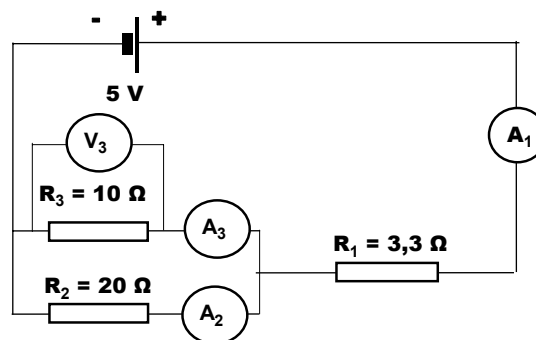 - +
5 V
V₃
A₁
R₃ = 10 Ω
A₃
R₁ = 3,3 Ω
R₂ = 20 Ω
A₂